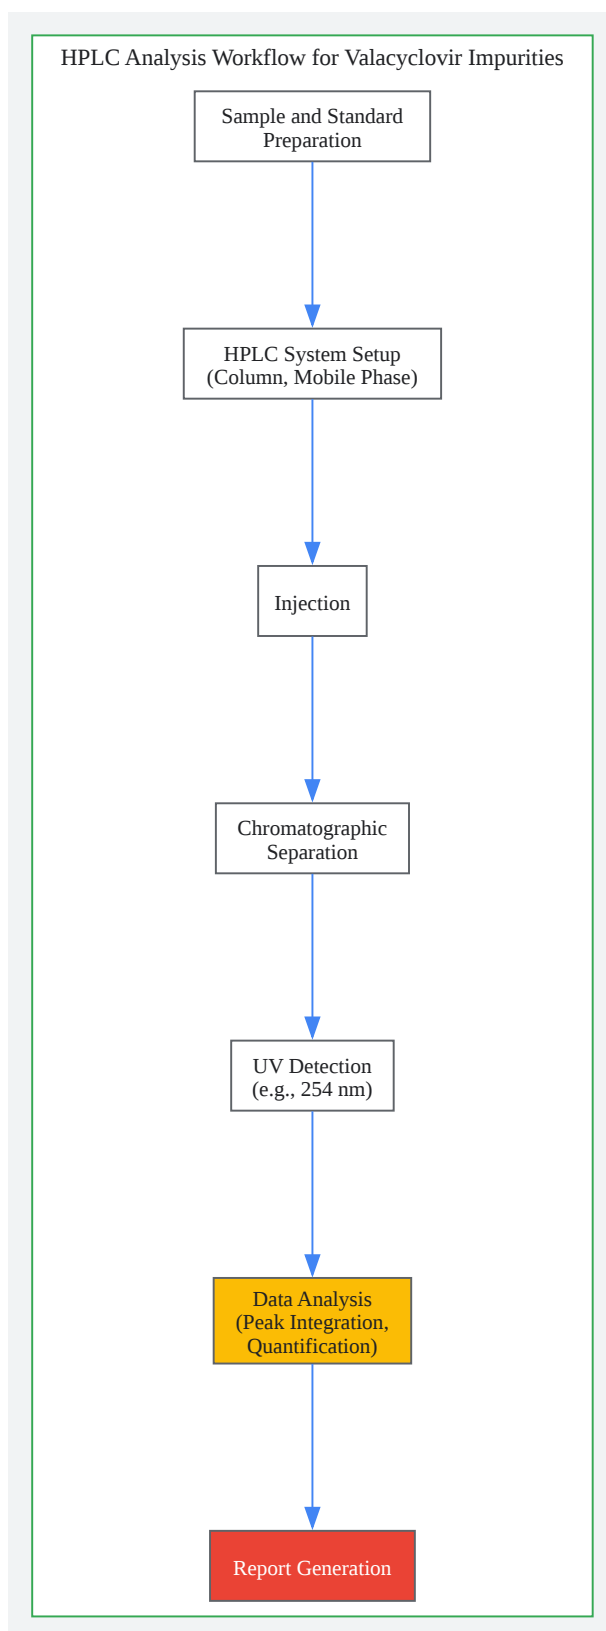 HPLC Analysis Workflow for Valacyclovir Impurities
Sample and Standard
Preparation
HPLC System Setup
(Column, Mobile Phase)
Injection
Chromatographic
Separation
UV Detection
(e.g., 254 nm)
Data Analysis
(Peak Integration,
Quantification)
Report Generation